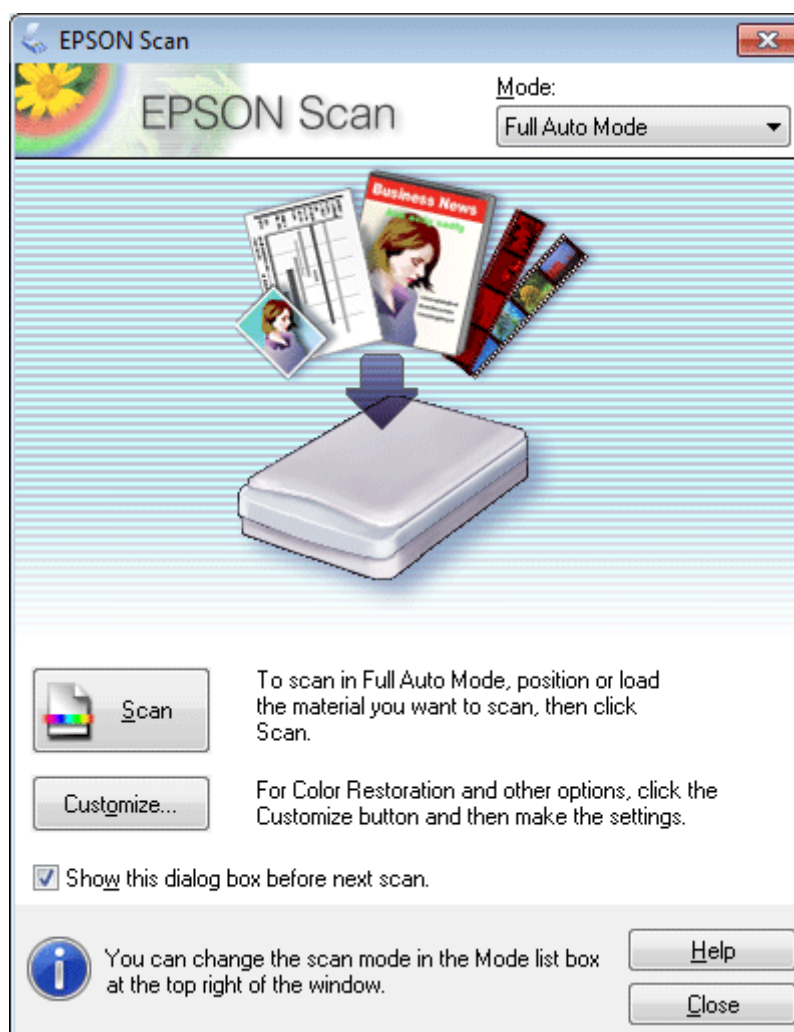 EPSON Scan
EPSON Scan
Mode:
Full Auto Mode
Business News
Scan
To scan in Full Auto Mode, position or load
the material you want to scan, then click
Scan.
Customize...
For Color Restoration and other options, click the
Customize button and then make the settings.
Show this dialog box before next scan.
You can change the scan mode in the Mode list box
at the top right of the window.
Help
Close